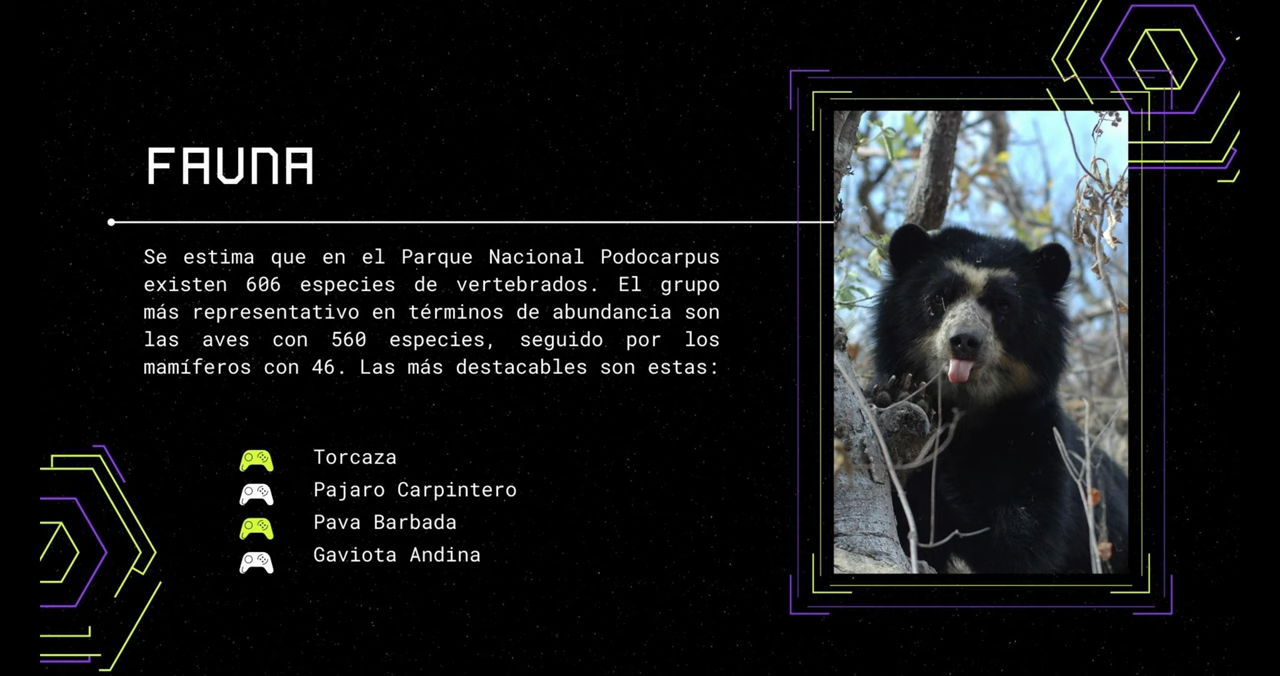 FAUNA
Se estima que en el Parque Nacional Podocarpus
existen 606 especies de vertebrados. El grupo
más representativo en términos de abundancia son
las aves con 560 especies, seguido por los
mamíferos con 46. Las más destacables son estas:
Torcaza
Pajaro Carpintero
Pava Barbada
Gaviota Andina